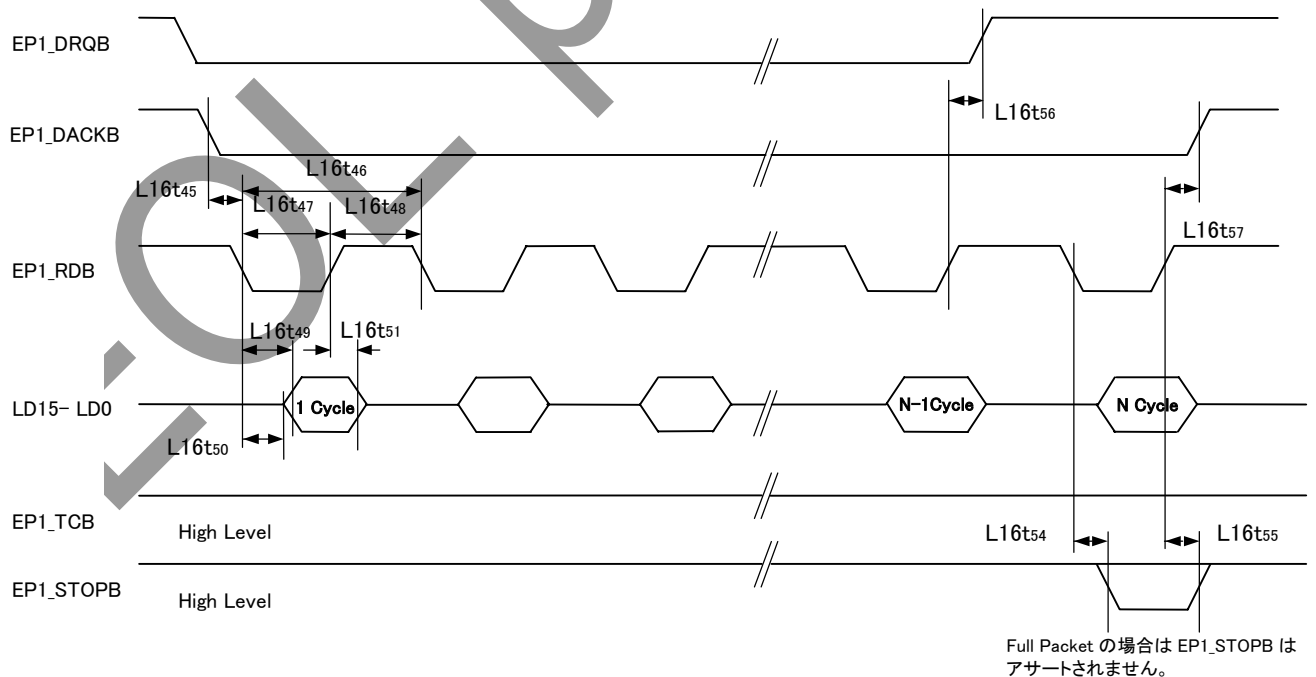 EP1_DRQB
L16t56
EP1_DACKB
L16t46
L16t45
L16t47
L16t48
L16t57
EP1_RDB
L16t49
L16t51
LD15- LD0
1 Cycle
N-1Cycle
N Cycle
L16t50
EP1_TCB
High Level
L16t54
L16t55
EP1_STOPB
High Level
Full Packet の場合は EP1_STOPB は
アサートされません。